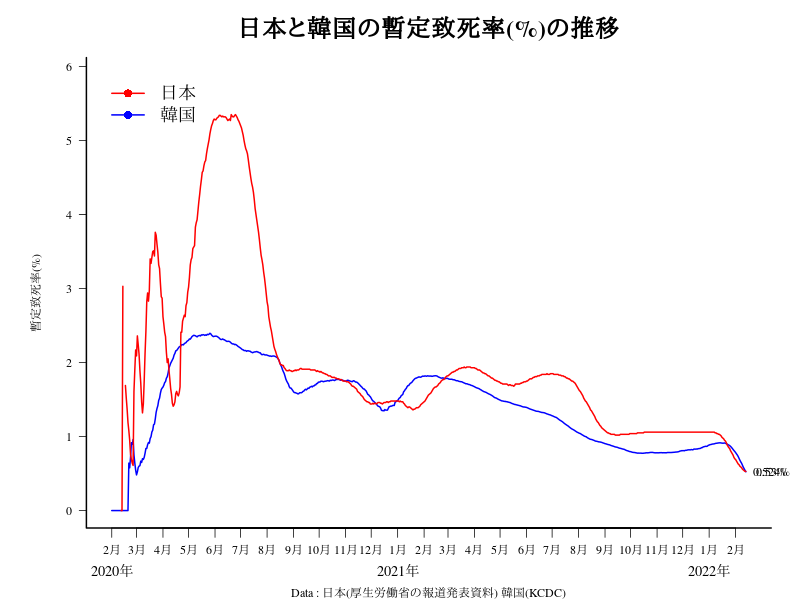 日本と韓国の暫定致死率(%)の推移
日本
韓国
暫定致死率(%)
6
5
4
3
2
1
0
2月 3月 4月 5月 6月 7月 8月 9月 10月 11月 12月 1月 2月 3月 4月 5月 6月 7月 8月 9月 10月 11月 12月 1月 2月
2020年 2021年 2022年
Data : 日本(厚生労働省の報道発表資料) 韓国(KCDC)